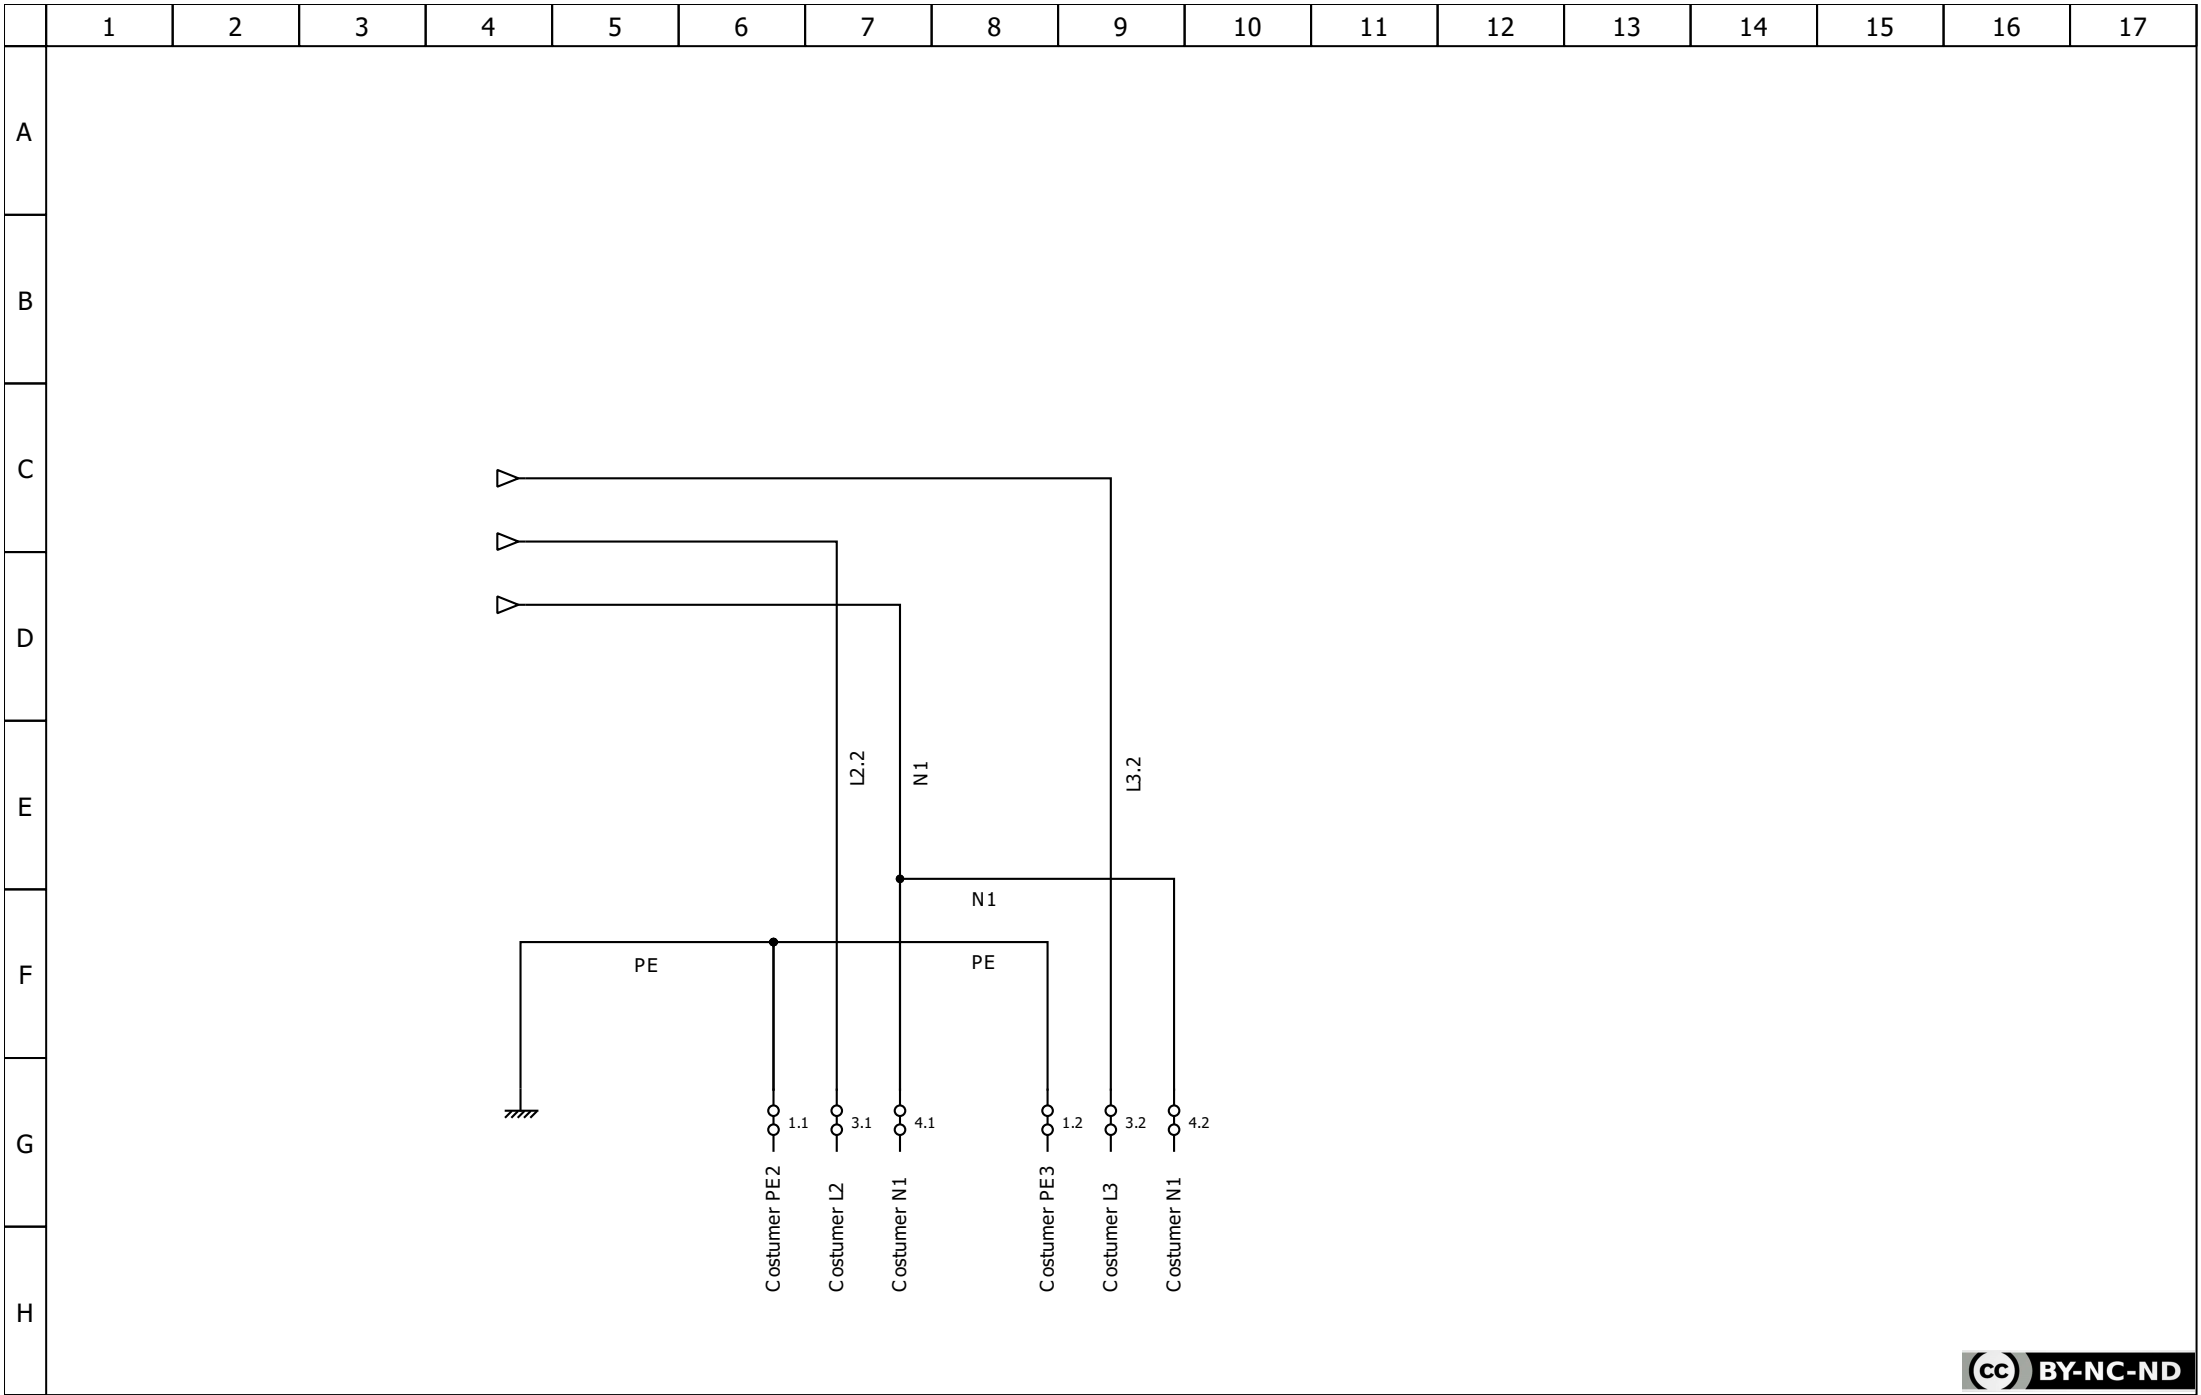 1 2 3 4 5 6 7 8 9 10 11 12 13 14 15 16 17
A
B
C
D
E
F
G
H
L2.2
N1
L3.2
N1
PE
PE
1.1
3.1
4.1
1.2
3.2
4.2
Costumer PE2
Costumer L2
Costumer N1
Costumer PE3
Costumer L3
Costumer N1
cc BY-NC-ND